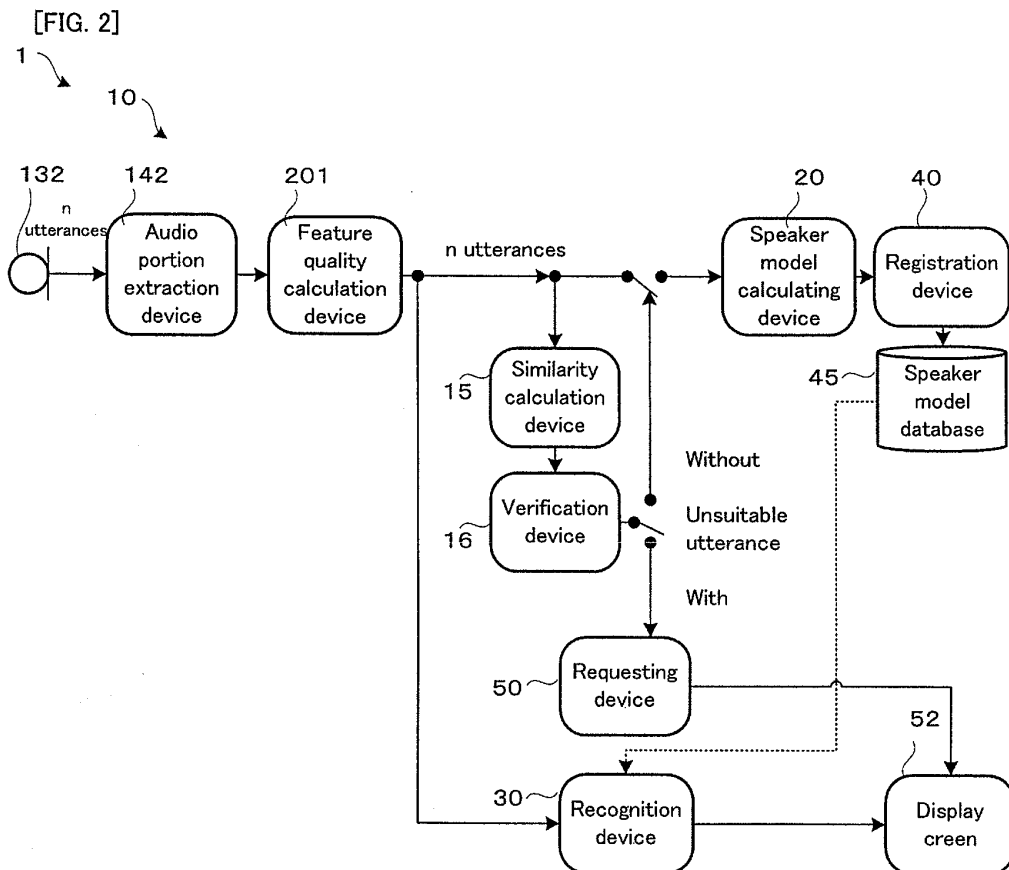 [FIG. 2]
1
10
132
142
201
20
40
n
utterances
Audio
portion
extraction
device
Feature
quality
calculation
device
n utterances
Speaker
model
calculating
device
Registration
device
15
Similarity
calculation
device
45
Speaker
model
database
Without
16
Verification
device
Unsuitable
utterance
With
50
Requesting
device
52
30
Recognition
device
Display
creen